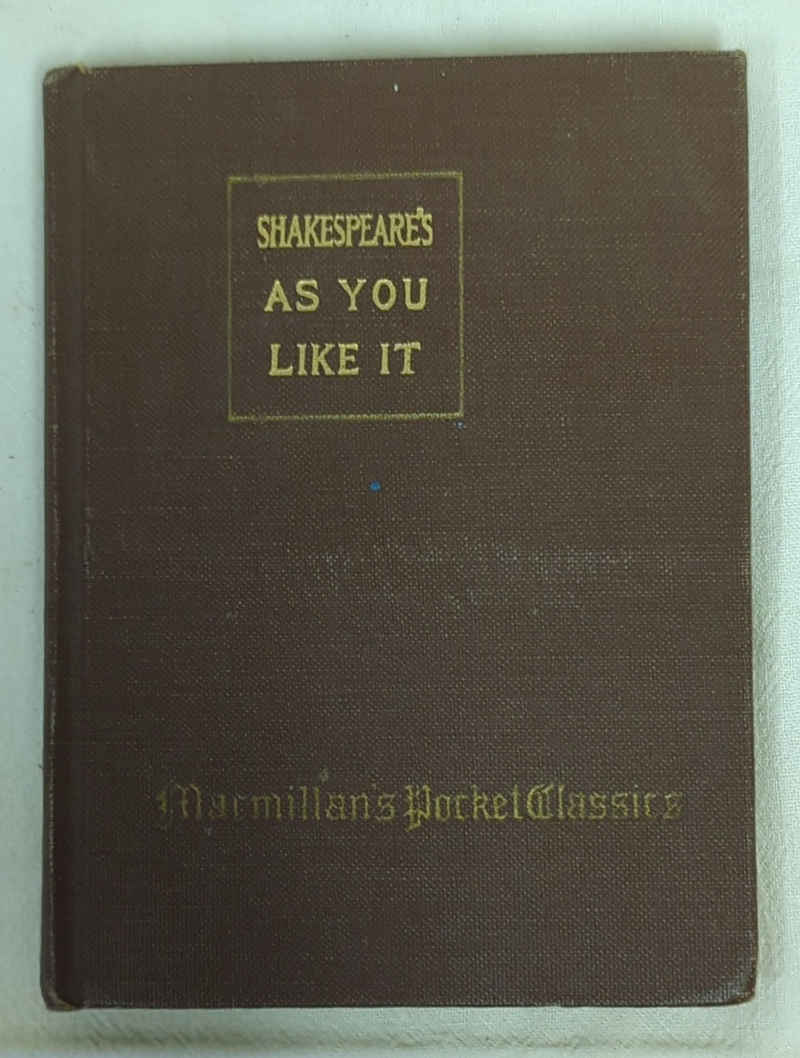 SHAKESPEARE'S
AS YOU
LIKE IT
Macmillan's Pocket Classics